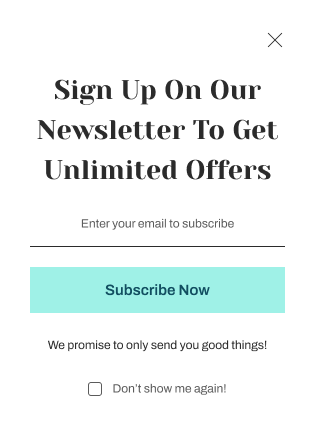 Sign Up On Our
Newsletter To Get
Unlimited Offers
Enter your email to subscribe
Subscribe Now
We promise to only send you good things!
Don’t show me again!